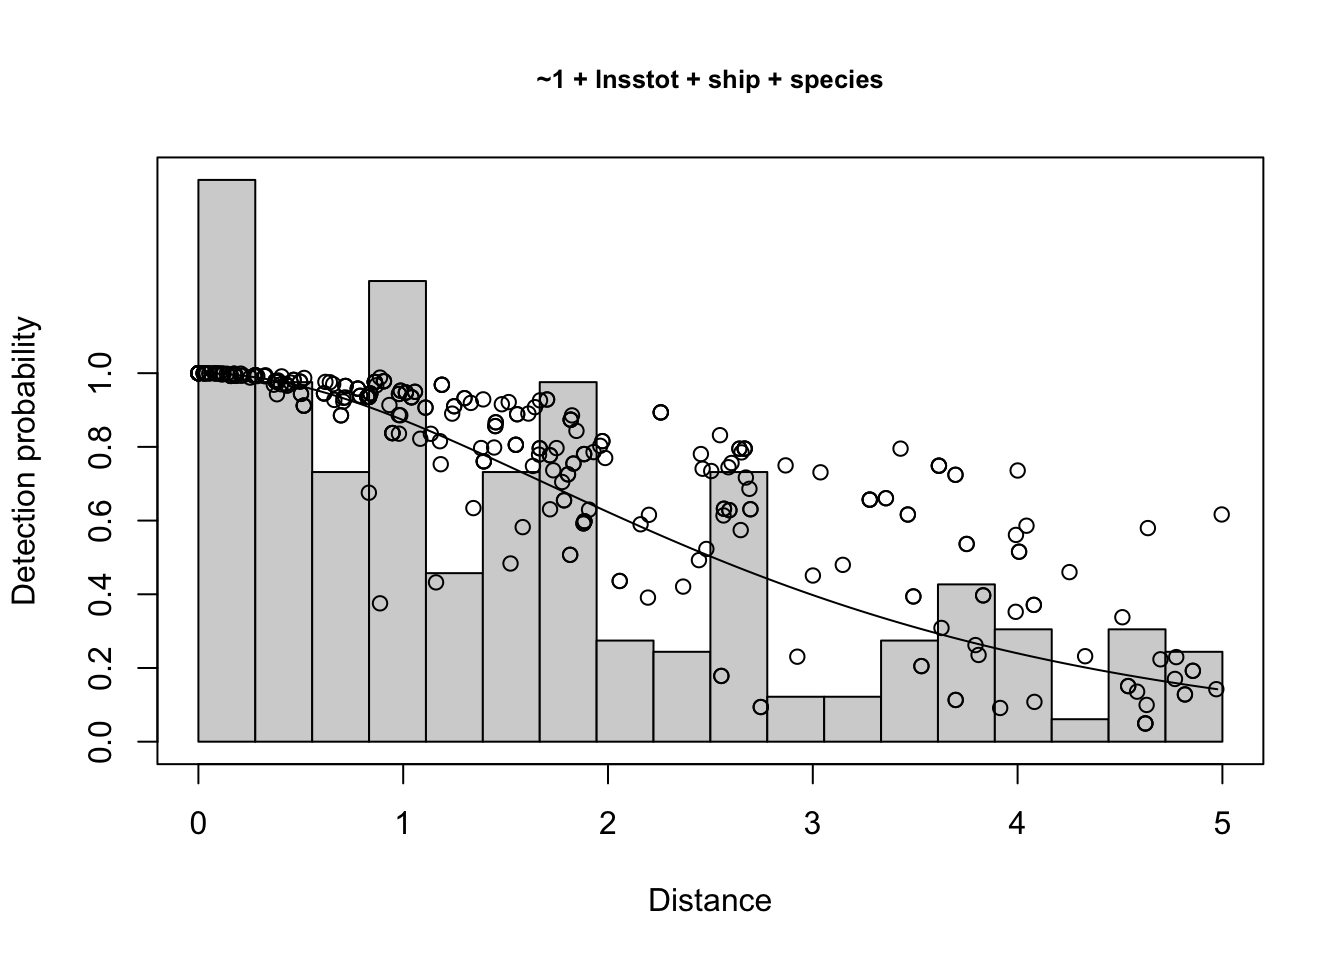 ~1 + lnsstot + ship + species
Detection probability
1.0
0.8
0.6
0.4
0.2
0.0
0 1 2 3 4 5
Distance